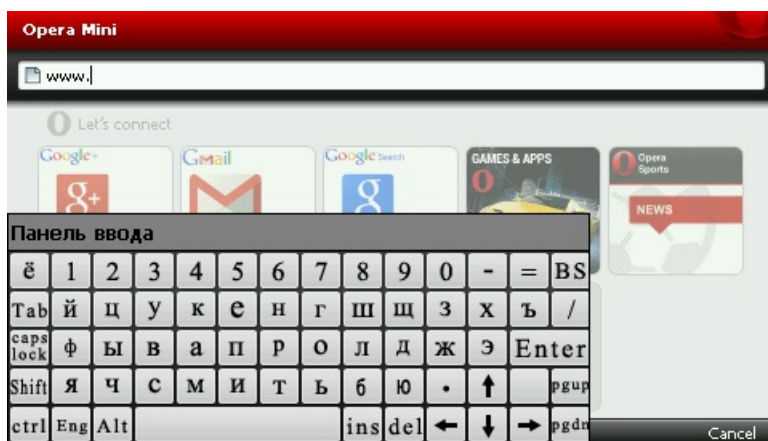 Opera Mini
www.
Let's connect
Google+
Gmail
Google Search
GAMES & APPS
Opera Sports
g+
g
NEWS
Панель ввода
ё 1 2 3 4 5 6 7 8 9 0 - = BS
Tab й ц у к е н г ш щ з х ъ /
caps lock ф ы в а п р о л д ж э Enter
Shift я ч с м и т ь б ю . ↑ pgup
ctrl Eng Alt ins del ← ↓ → pgdn
Cancel